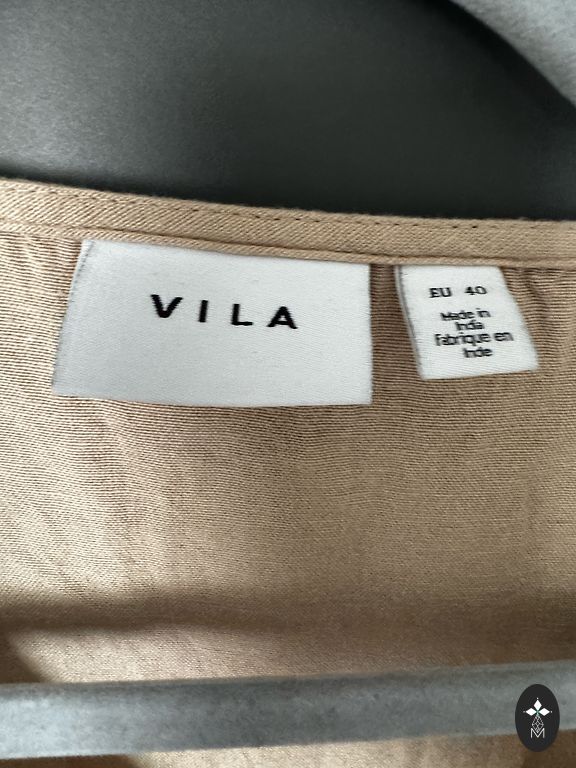 VILA
EU 40
Made in
India
Fabriqué en
Inde